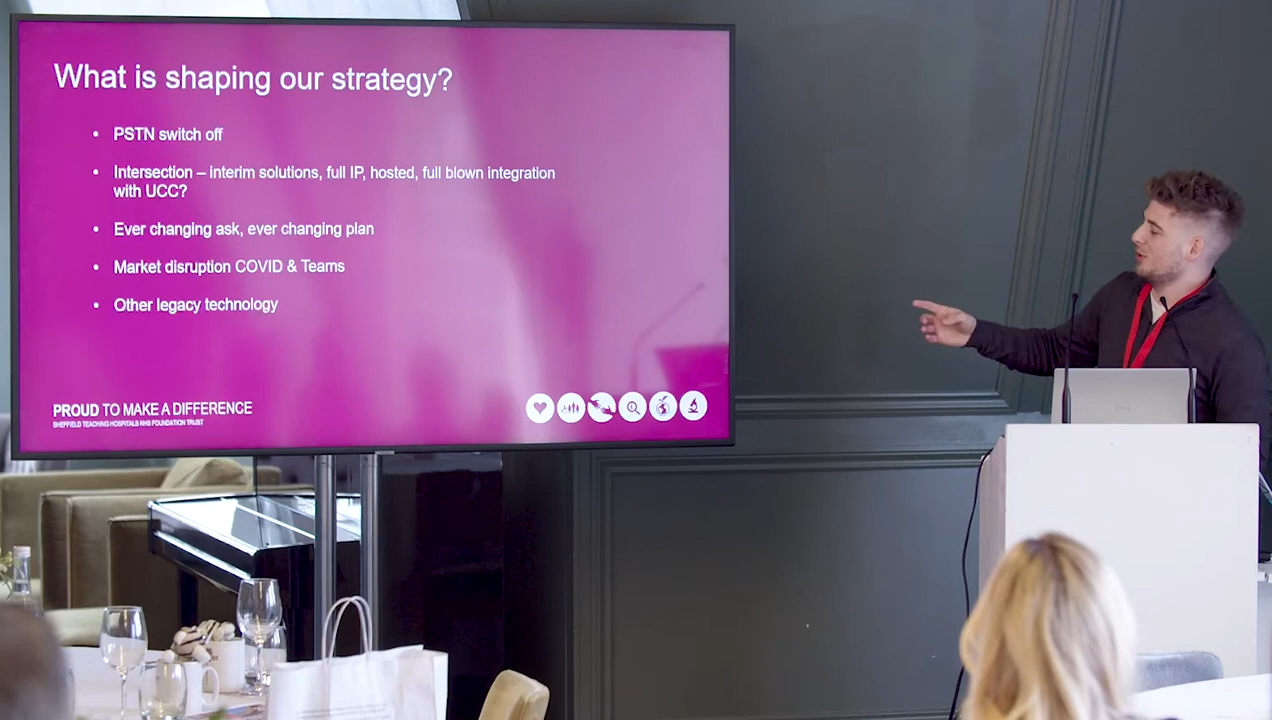 What is shaping our strategy?
• PSTN switch off
• Intersection – interim solutions, full IP, hosted, full blown integration
with UCC?
• Ever changing ask, ever changing plan
• Market disruption COVID & Teams
• Other legacy technology
PROUD TO MAKE A DIFFERENCE
SHEFFIELD TEACHING HOSPITALS NHS FOUNDATION TRUST
DELL